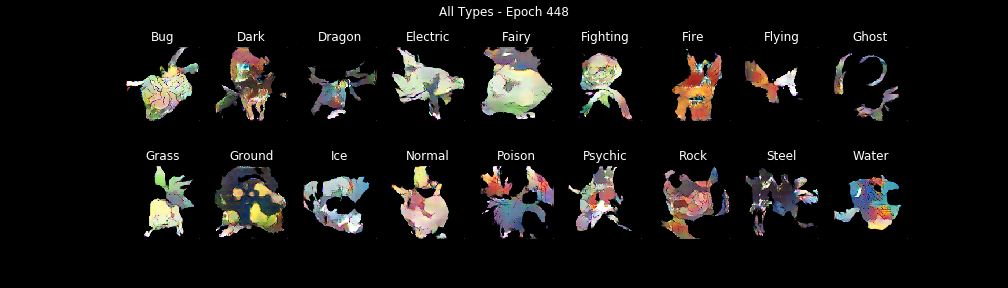 All Types - Epoch 448
Bug Dark Dragon Electric Fairy Fighting Fire Flying Ghost
Grass Ground Ice Normal Poison Psychic Rock Steel Water